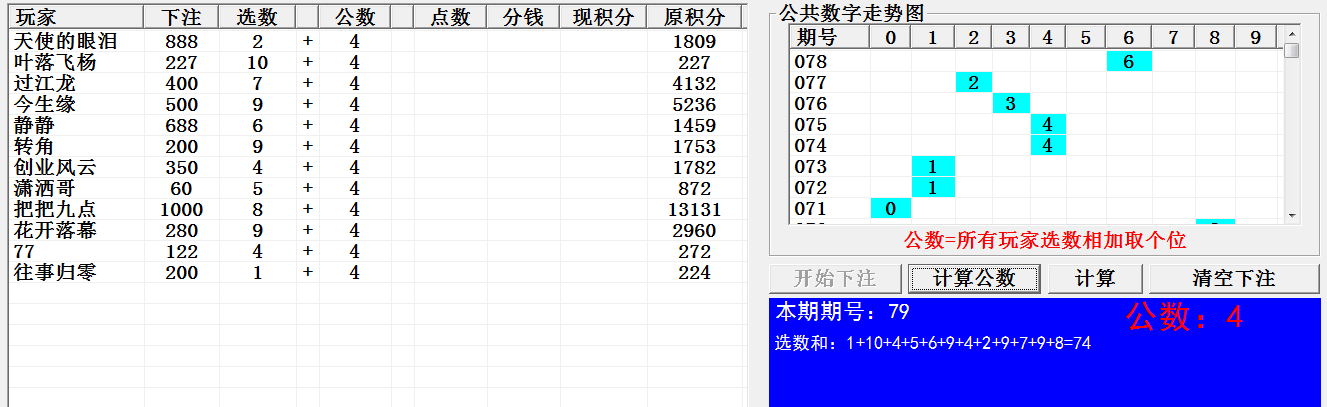 玩家 下注 选数 公数 点数 分钱 现积分 原积分
天使的眼泪 888 2 + 4 1809
叶落飞杨 227 10 + 4 227
过江龙 400 7 + 4 4132
今生缘 500 9 + 4 5236
静静 688 6 + 4 1459
转角 200 9 + 4 1753
创业风云 350 4 + 4 1782
潇洒哥 60 5 + 4 872
把把九点 1000 8 + 4 13131
花开落幕 280 9 + 4 2960
77 122 4 + 4 272
往事归零 200 1 + 4 224
公共数字走势图
期号 0 1 2 3 4 5 6 7 8 9
078 6
077 2
076 3
075 4
074 4
073 1
072 1
071 0
公数=所有玩家选数相加取个位
开始下注 计算公数 计算 清空下注
本期期号：79 公数：4
选数和：1+10+4+5+6+9+4+2+9+7+9+8=74